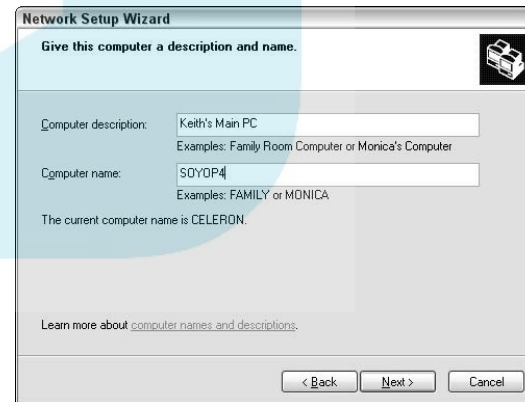 Network Setup Wizard
Give this computer a description and name.
Computer description: Keith's Main PC
Examples: Family Room Computer or Monica's Computer
Computer name: SOYOP4
Examples: FAMILY or MONICA
The current computer name is CELERON.
Learn more about computer names and descriptions.
< Back Next > Cancel